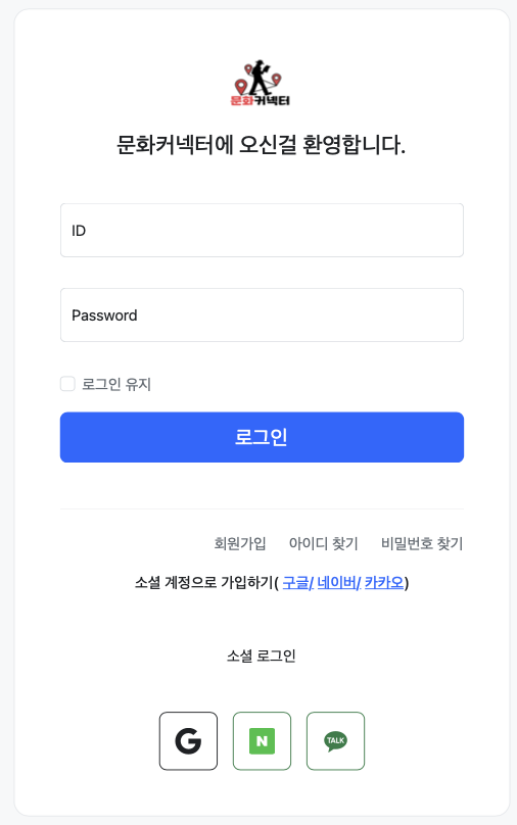 문화커넥터
문화커넥터에 오신걸 환영합니다.
ID
Password
로그인 유지
로그인
회원가입 아이디 찾기 비밀번호 찾기
소셜 계정으로 가입하기( 구글/ 네이버/ 카카오)
소셜 로그인
G N TALK